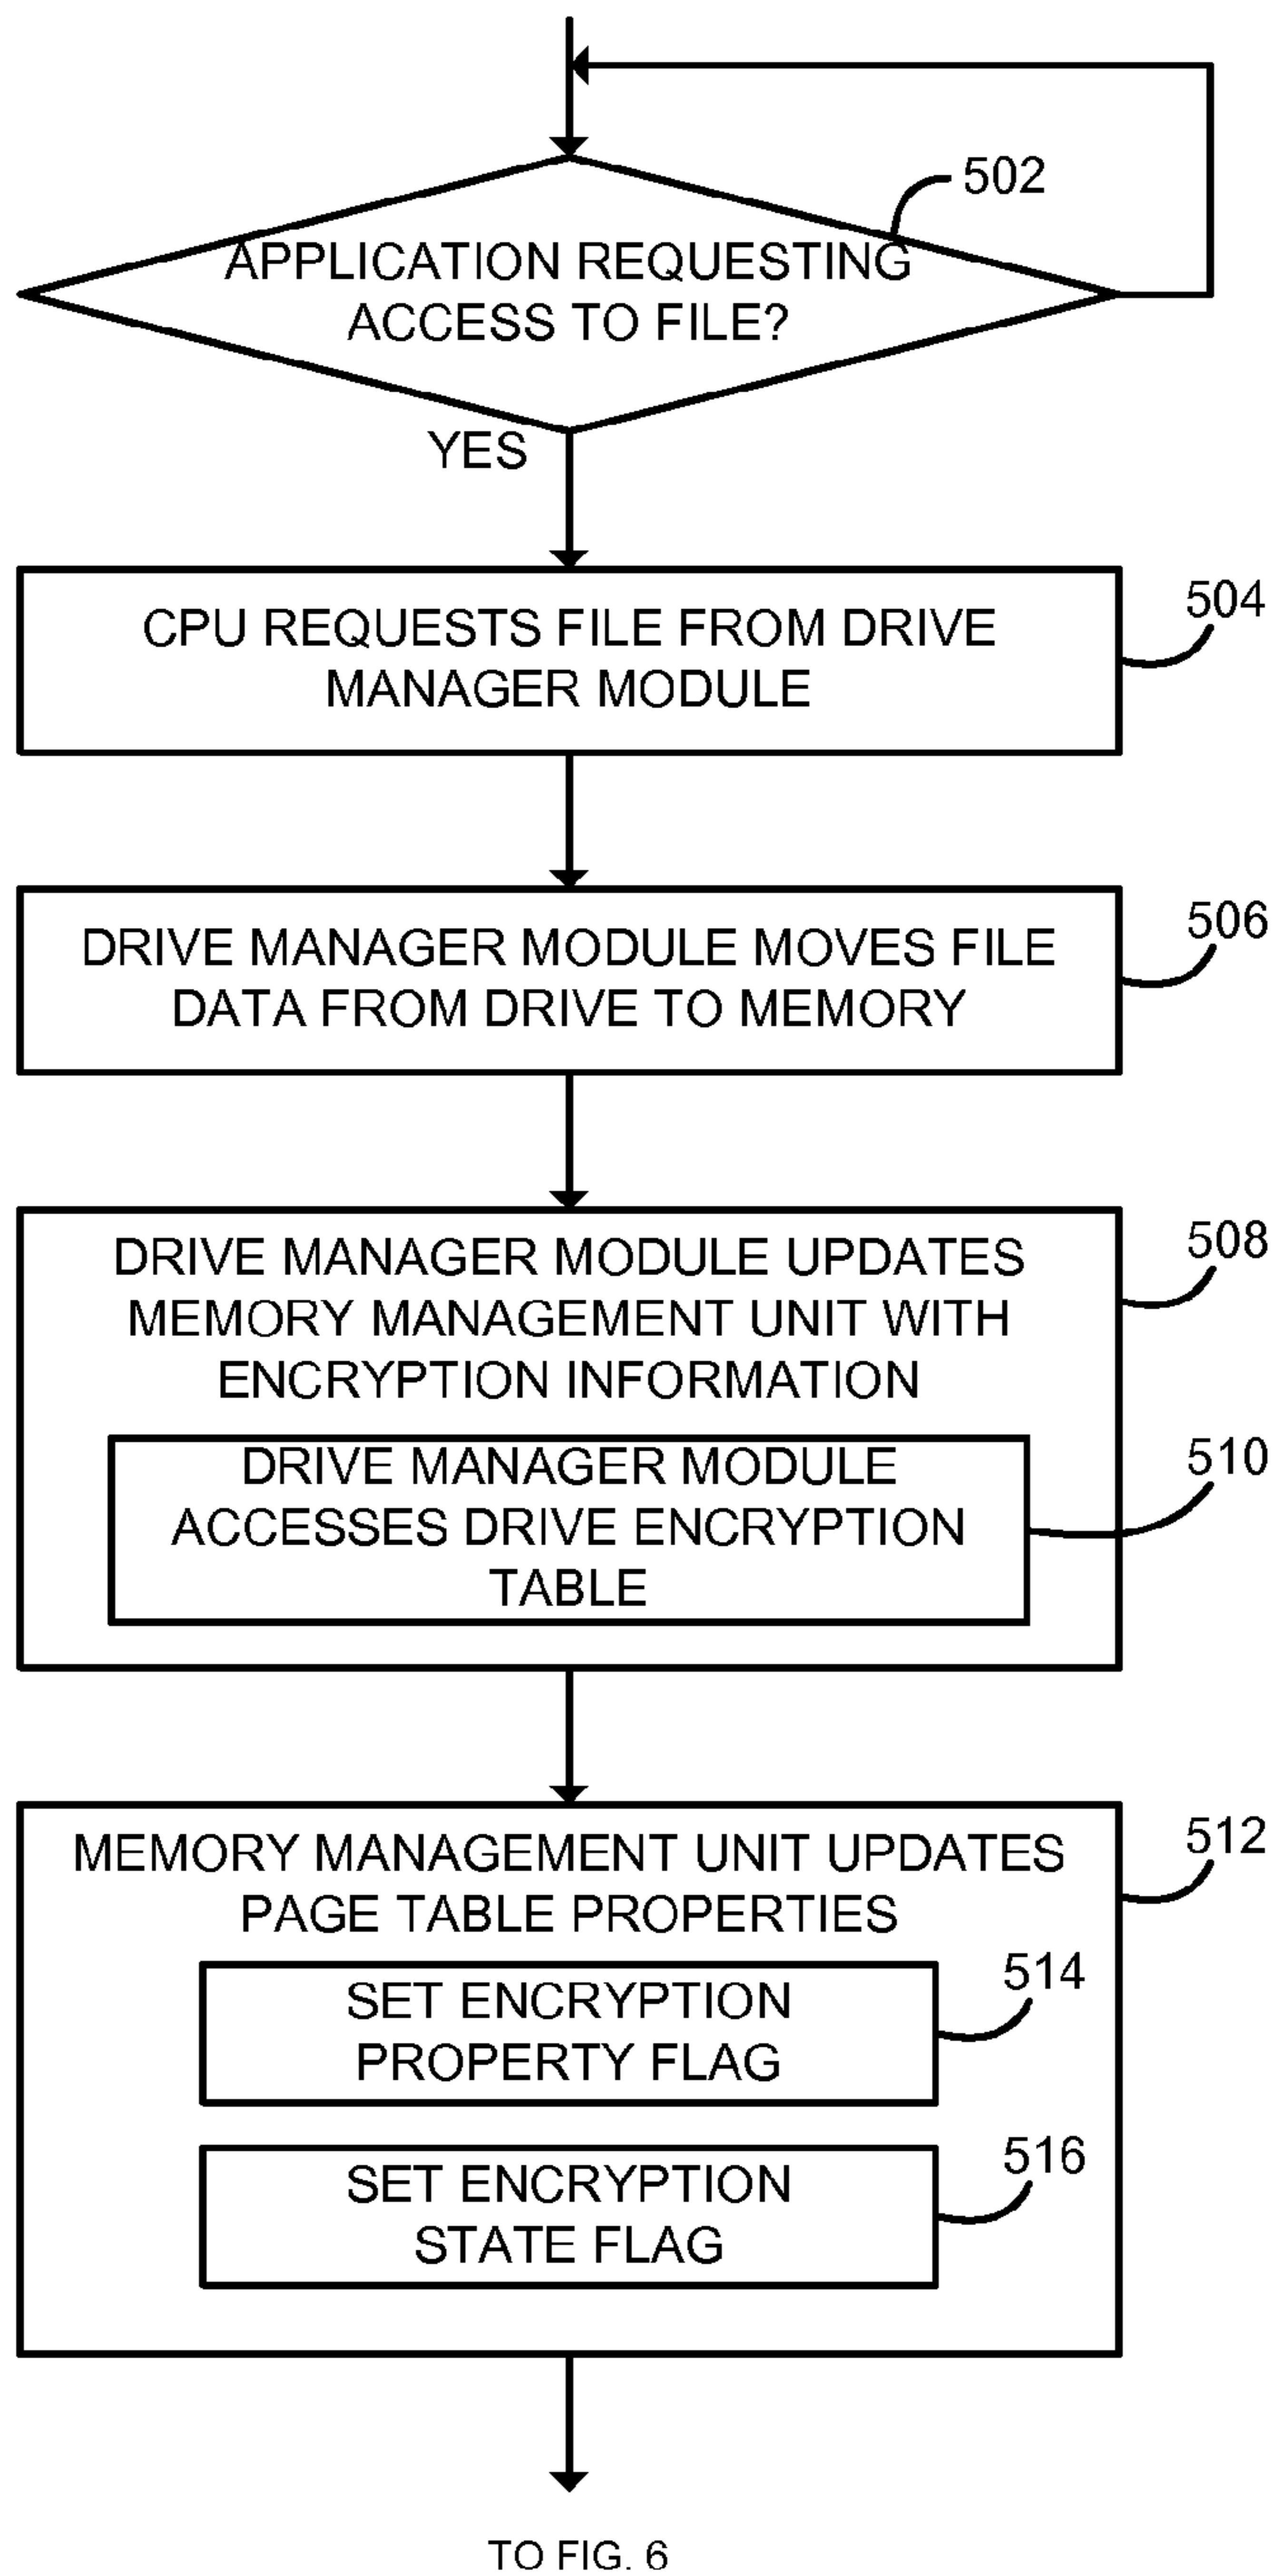 502
APPLICATION REQUESTING
ACCESS TO FILE?
YES
504
CPU REQUESTS FILE FROM DRIVE
MANAGER MODULE
506
DRIVE MANAGER MODULE MOVES FILE
DATA FROM DRIVE TO MEMORY
508
DRIVE MANAGER MODULE UPDATES
MEMORY MANAGEMENT UNIT WITH
ENCRYPTION INFORMATION
510
DRIVE MANAGER MODULE
ACCESSES DRIVE ENCRYPTION
TABLE
512
MEMORY MANAGEMENT UNIT UPDATES
PAGE TABLE PROPERTIES
514
SET ENCRYPTION
PROPERTY FLAG
516
SET ENCRYPTION
STATE FLAG
TO FIG. 6